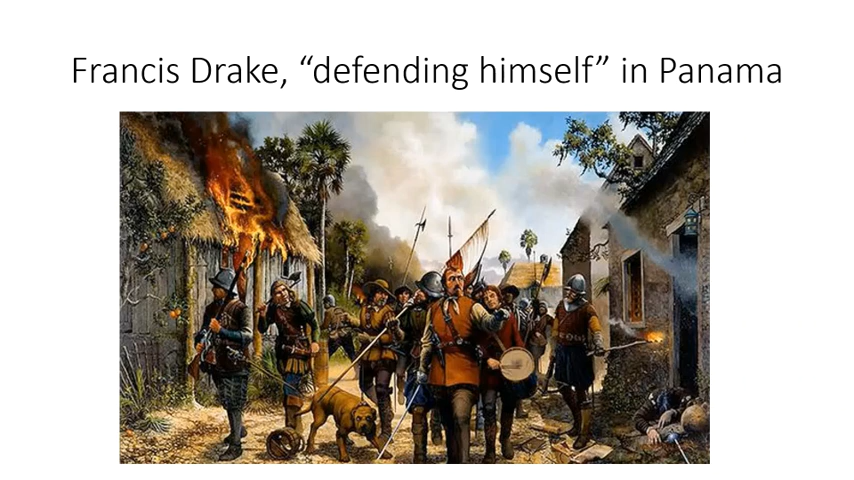 Francis Drake, “defending himself” in Panama